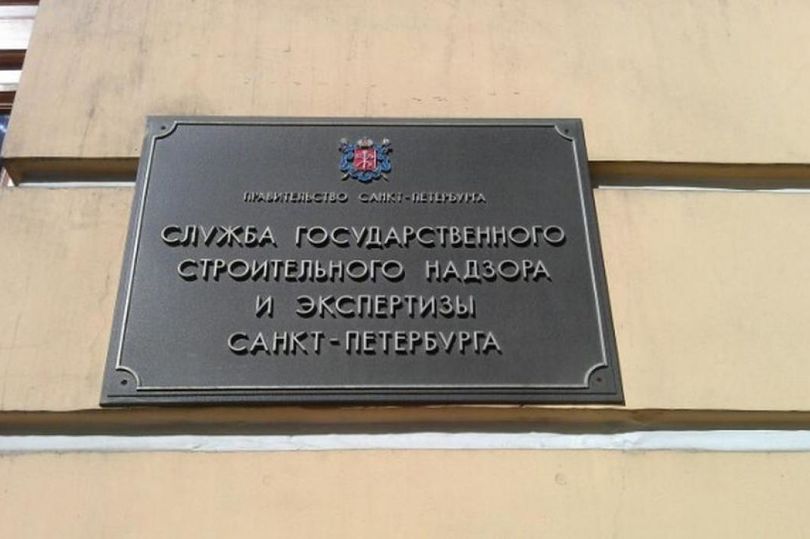 ПРАВИТЕЛЬСТВО САНКТ-ПЕТЕРБУРГА
СЛУЖБА ГОСУДАРСТВЕННОГО
СТРОИТЕЛЬНОГО НАДЗОРА
И ЭКСПЕРТИЗЫ
САНКТ-ПЕТЕРБУРГА